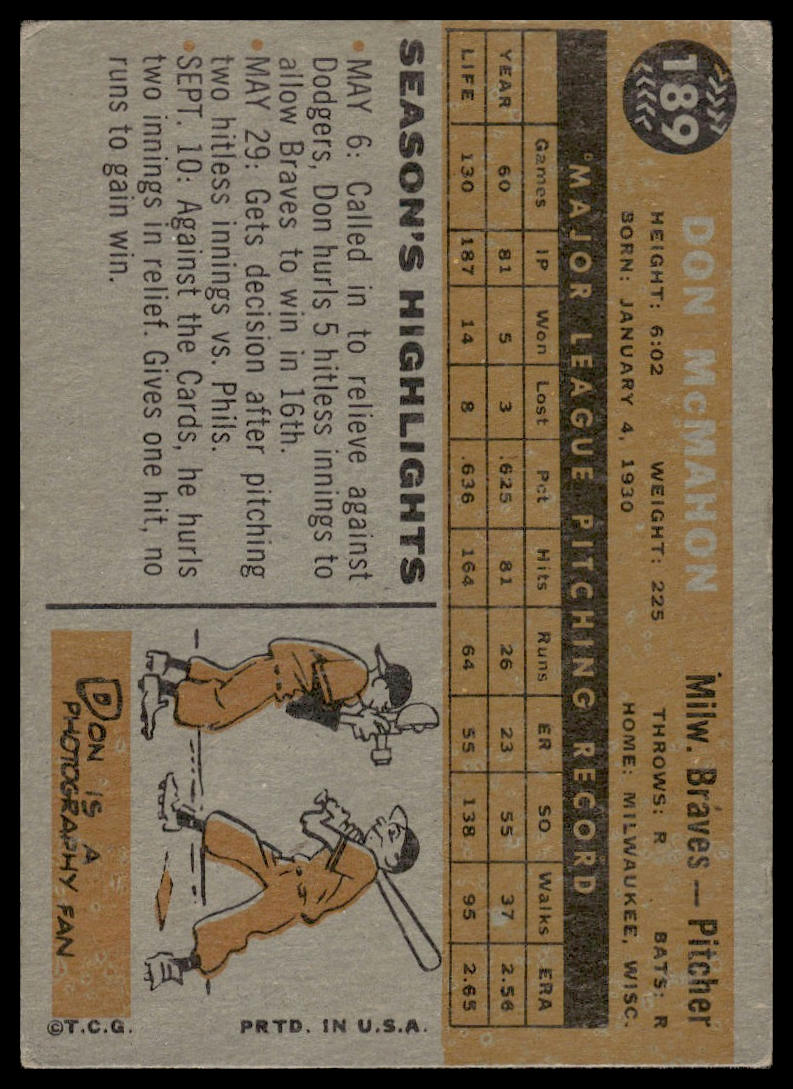 189
DON McMAHON Milw. Braves — Pitcher
HEIGHT: 6:02 WEIGHT: 225 THROWS: R BATS: R
BORN: JANUARY 4, 1930 HOME: MILWAUKEE, WISC.
MAJOR LEAGUE PITCHING RECORD
Games IP Won Lost Pct Hits Runs ER SO Walks ERA
YEAR 60 81 5 3 .625 81 26 23 55 37 2.56
LIFE 130 187 14 8 .636 164 64 55 138 95 2.65
SEASON'S HIGHLIGHTS
• MAY 6: Called in to relieve against
Dodgers, Don hurls 5 hitless innings to
allow Braves to win in 16th.
• MAY 29: Gets decision after pitching
two hitless innings vs. Phils.
• SEPT. 10: Against the Cards, he hurls
two innings in relief. Gives one hit, no
runs to gain win.
DON IS A
PHOTOGRAPHY FAN
PRTD. IN U.S.A.
©T.C.G.